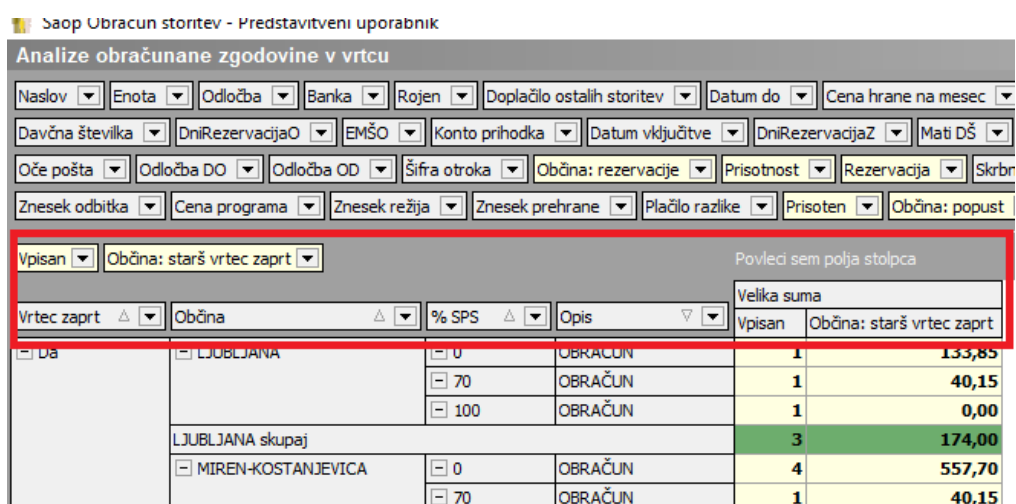 Saop Obračun storitev - Predstavitveni uporabnik
Analize obračunane zgodovine v vrtcu
Naslov Enota Odločba Banka Rojen Doplačilo ostalih storitev Datum do Cena hrane na mesec
Davčna številka DniRezervacijaO EMŠO Konto prihodka Datum vključitve DniRezervacijaZ Mati DŠ
Oče pošta Odločba DO Odločba OD Šifra otroka Občina: rezervacije Prisotnost Rezervacija
Znesek odbitka Cena programa Znesek režija Znesek prehrane Plačilo razlike Prisoten Občina: popust
Vpisan Občina: starš vrtec zaprt Povleci sem polja stolpca
Velika suma
Vrtec zaprt Občina % SPS Opis Vpisan Občina: starš vrtec zaprt
Da LJUBLJANA 0 OBRAČUN 1 133,85
70 OBRAČUN 1 40,15
100 OBRAČUN 1 0,00
LJUBLJANA skupaj 3 174,00
MIREN-KOSTANJEVICA 0 OBRAČUN 4 557,70
70 OBRAČUN 1 40,15